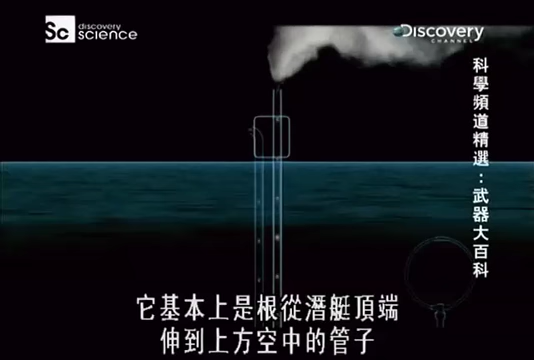 Sc discovery science
Discovery
CHANNEL
科學頻道精選：武器大百科
它基本上是根從潛艇頂端
伸到上方空中的管子